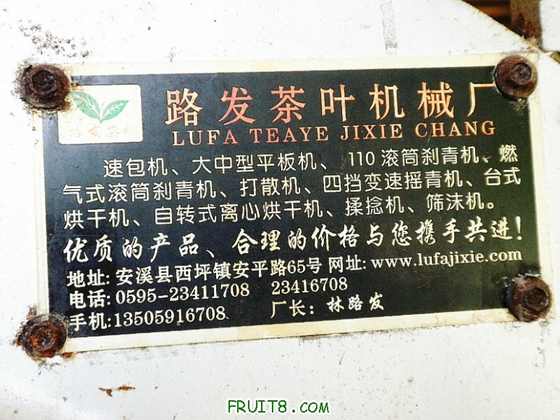 路发茶叶机械厂
LUFA TEAYE JIXIE CHANG
速包机、大中型平板机、110滚筒刹青机、燃
气式滚筒刹青机、打散机、四挡变速摇青机、台式
烘干机、自转式离心烘干机、揉捻机、筛沫机。
优质的产品、合理的价格与您携手共进!
地址: 安溪县西坪镇安平路65号 网址: www.lufajixie.com
电话: 0595-23411708 23416708
手机: 13505916708 厂长: 林路发
FRUIT8.COM